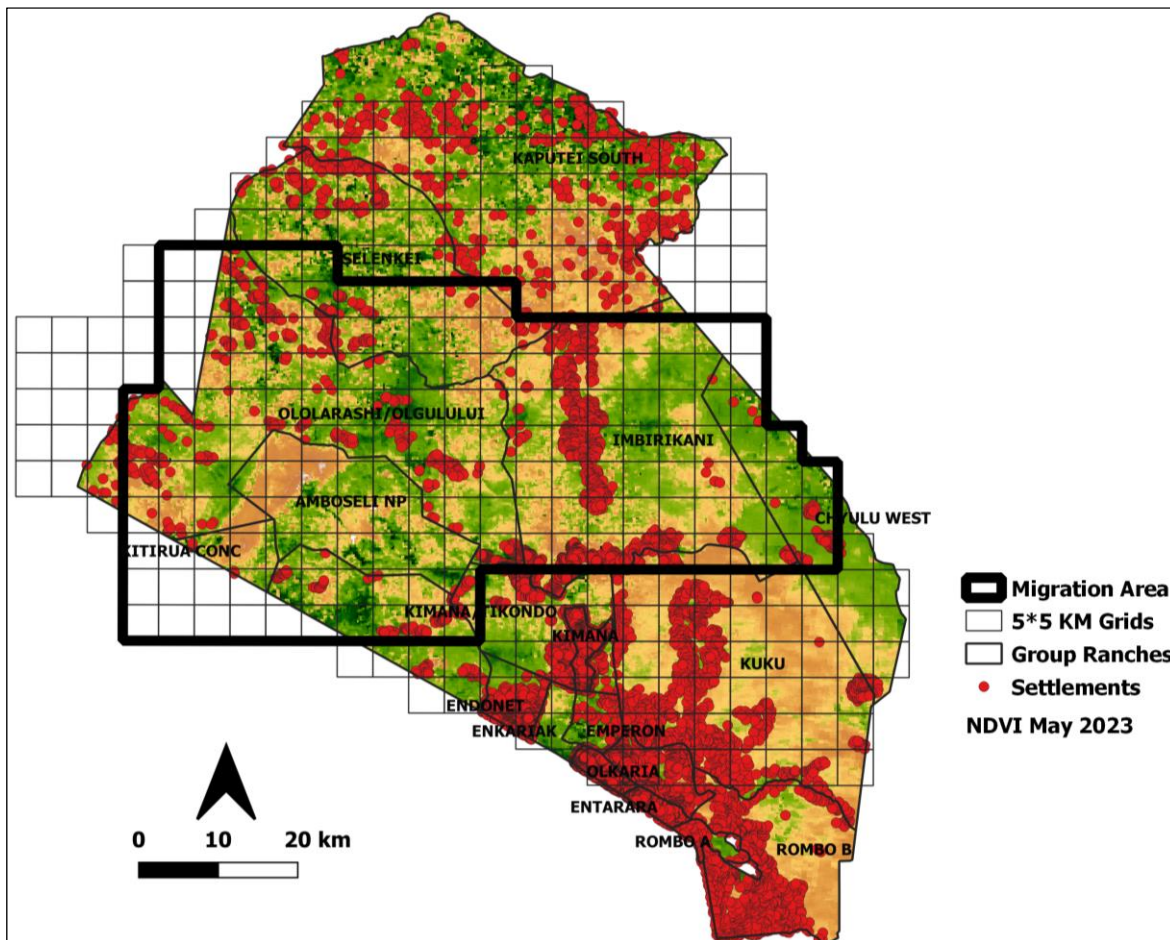 KAPUTEI SOUTH
SELENKEI
OLOLARASHI/OLGULULUI
IMBIRIKANI
AMBOSELI NP
CHYULU WEST
KITIRUA CONC
KIMANA/TIKONDO
KIMANA
KUKU
ENDONET
ENKARIAK
EMPERON
OLKARIA
ENTARARA
ROMBO A
ROMBO B
Migration Area
5*5 KM Grids
Group Ranches
Settlements
NDVI May 2023
0 10 20 km